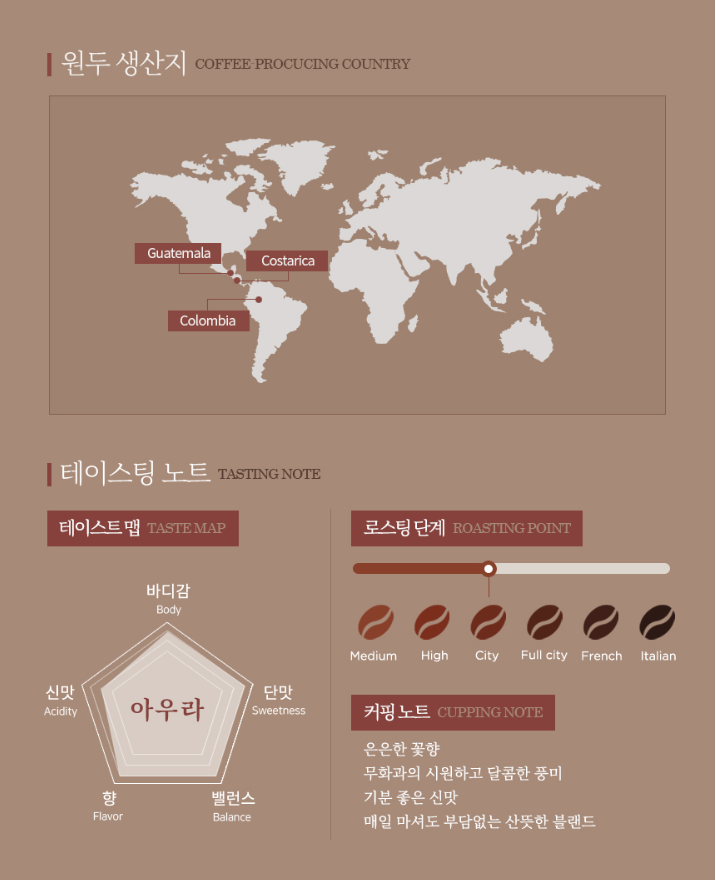 원두 생산지 COFFEE-PROCUCING COUNTRY
Guatemala
Costarica
Colombia
테이스팅 노트 TASTING NOTE
테이스트 맵 TASTE MAP
바디감
Body
신맛
Acidity
단맛
Sweetness
아우라
향
Flavor
밸런스
Balance
로스팅 단계 ROASTING POINT
Medium High City Full city French Italian
커핑 노트 CUPPING NOTE
은은한 꽃향
무화과의 시원하고 달콤한 풍미
기분 좋은 신맛
매일 마셔도 부담없는 산뜻한 블랜드